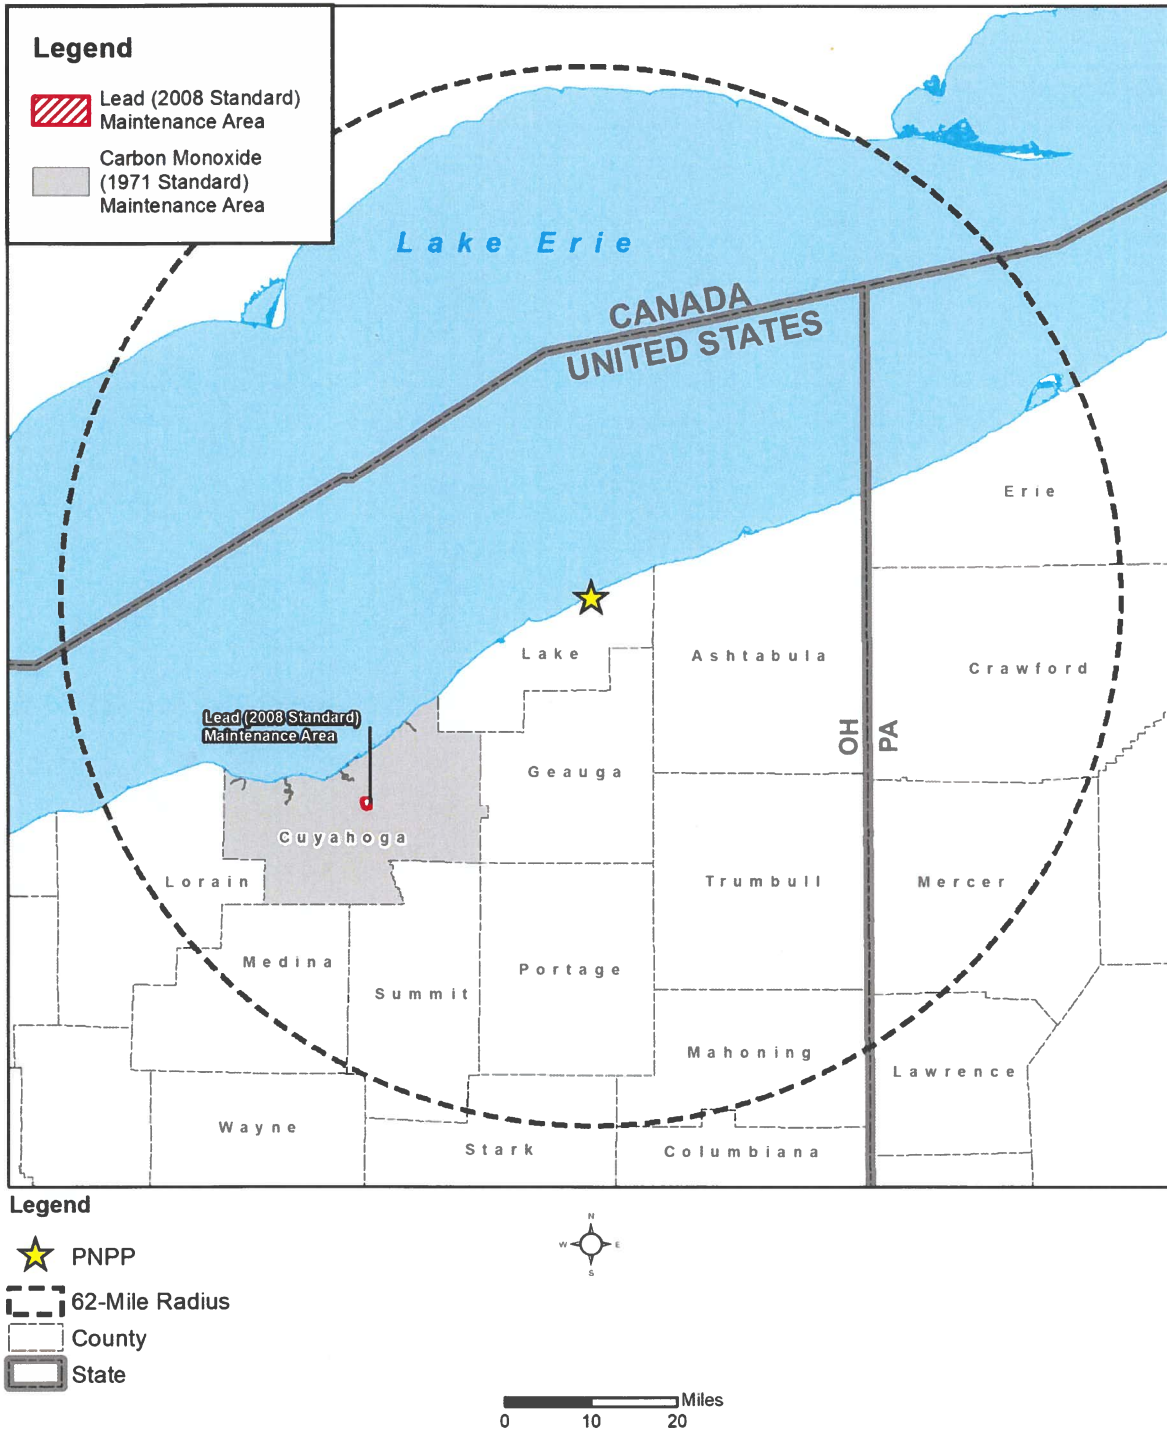 Legend
Lead (2008 Standard)
Maintenance Area
Carbon Monoxide
(1971 Standard)
Maintenance Area
Lake Erie
CANADA
UNITED STATES
Erie
Lake
Ashtabula
Crawford
Lead (2008 Standard)
Maintenance Area
OH
PA
Geauga
Cuyahoga
Lorain
Trumbull
Mercer
Medina
Portage
Summit
Mahoning
Lawrence
Wayne
Stark
Columbiana
Legend
PNPP
62-Mile Radius
County
State
N
W
E
S
Miles
0
10
20